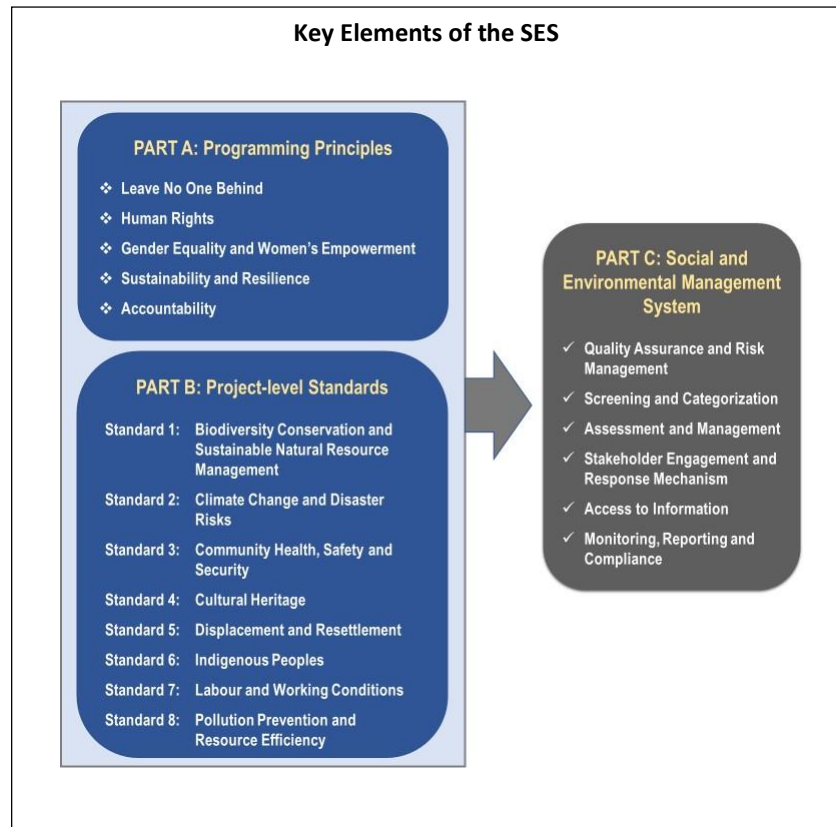 Key Elements of the SES
PART A: Programming Principles
❖ Leave No One Behind
❖ Human Rights
❖ Gender Equality and Women's Empowerment
❖ Sustainability and Resilience
❖ Accountability
PART B: Project-level Standards
Standard 1: Biodiversity Conservation and
Sustainable Natural Resource
Management
Standard 2: Climate Change and Disaster
Risks
Standard 3: Community Health, Safety and
Security
Standard 4: Cultural Heritage
Standard 5: Displacement and Resettlement
Standard 6: Indigenous Peoples
Standard 7: Labour and Working Conditions
Standard 8: Pollution Prevention and
Resource Efficiency
PART C: Social and
Environmental Management
System
✓ Quality Assurance and Risk
Management
✓ Screening and Categorization
✓ Assessment and Management
✓ Stakeholder Engagement and
Response Mechanism
✓ Access to Information
✓ Monitoring, Reporting and
Compliance